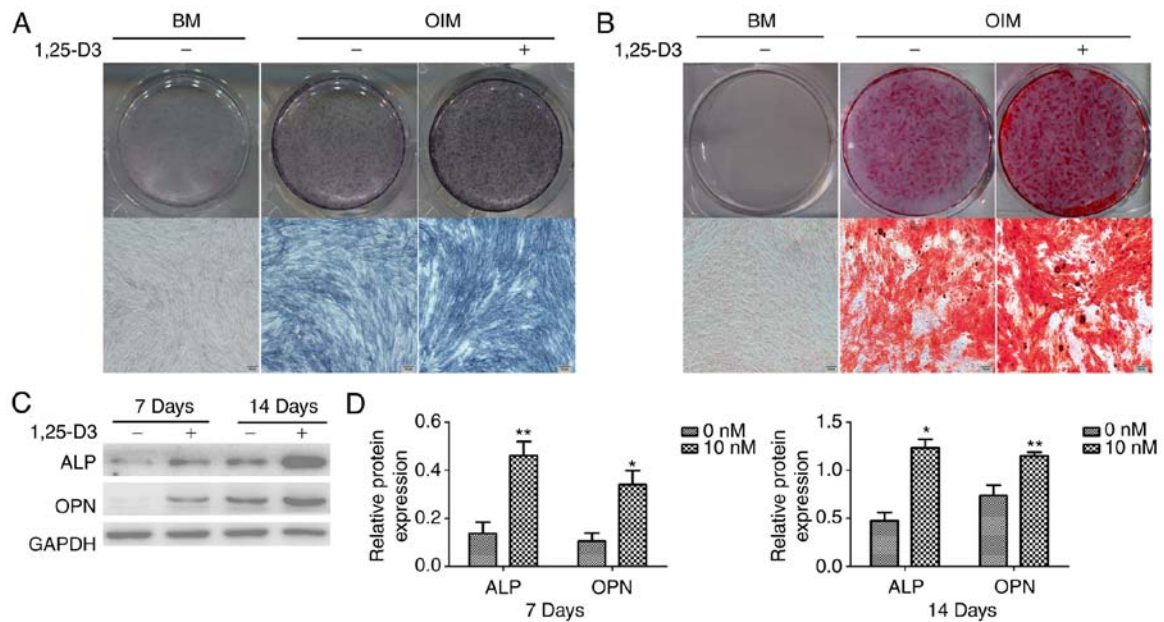 A
BM
OIM
1,25-D3
–
–
+
B
BM
OIM
1,25-D3
–
–
+
C
7 Days
14 Days
1,25-D3
–
+
–
+
ALP
OPN
GAPDH
D
Relative protein
expression
0.6
0.4
0.2
0.0
**
*
0 nM
10 nM
ALP
OPN
7 Days
Relative protein
expression
1.5
1.0
0.5
0.0
*
**
0 nM
10 nM
ALP
OPN
14 Days